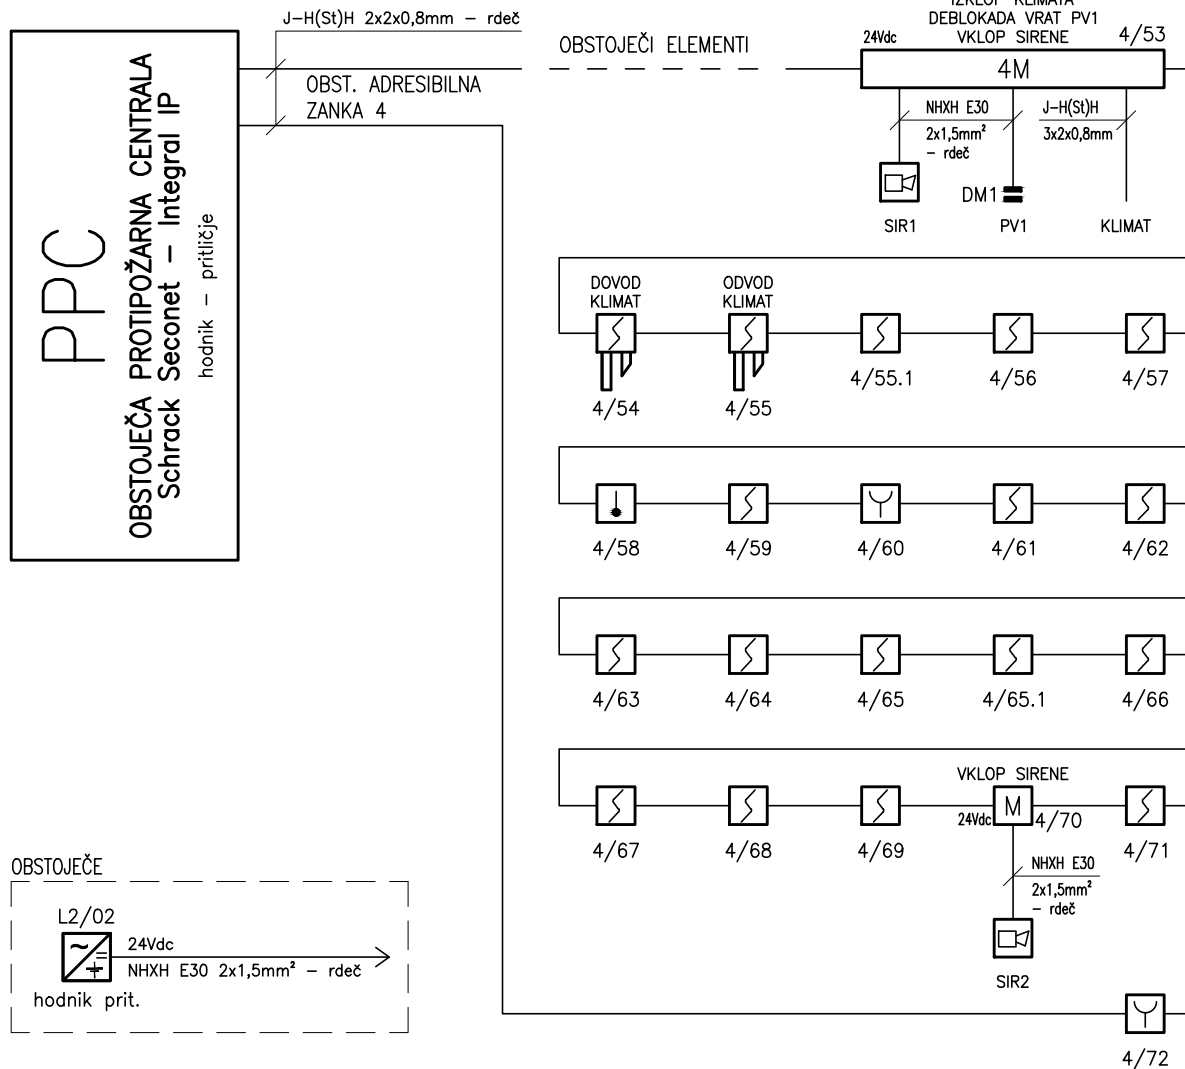 J-H(St)H 2x2x0,8mm – rdeč
OBST. ADRESIBILNA
ZANKA 4
PPC
OBSTOJEČA PROTIPOŽARNA CENTRALA
Schrack Seconet – Integral IP
hodnik – pritličje
OBSTOJEČI ELEMENTI
IZKLOP KLIMATA
DEBLOKADA VRAT PV1
VKLOP SIRENE
24Vdc
4/53
4M
NHXH E30
2x1,5mm²
– rdeč
J-H(St)H
3x2x0,8mm
DM1
SIR1
PV1
KLIMAT
DOVOD
KLIMAT
ODVOD
KLIMAT
4/54
4/55
4/55.1
4/56
4/57
4/58
4/59
4/60
4/61
4/62
4/63
4/64
4/65
4/65.1
4/66
VKLOP SIRENE
24Vdc
M
4/70
4/67
4/68
4/69
4/71
NHXH E30
2x1,5mm²
– rdeč
SIR2
4/72
OBSTOJEČE
L2/02
24Vdc
NHXH E30 2x1,5mm² – rdeč
hodnik prit.